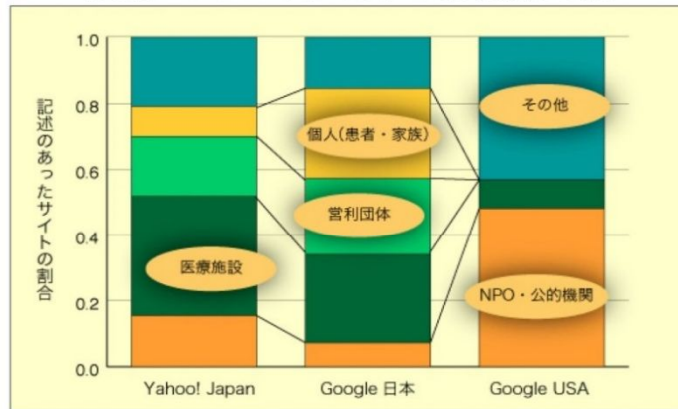 記述のあったサイトの割合
1.0
0.8
0.6
0.4
0.2
0.0
その他
個人(患者・家族)
営利団体
医療施設
NPO・公的機関
Yahoo! Japan
Google 日本
Google USA